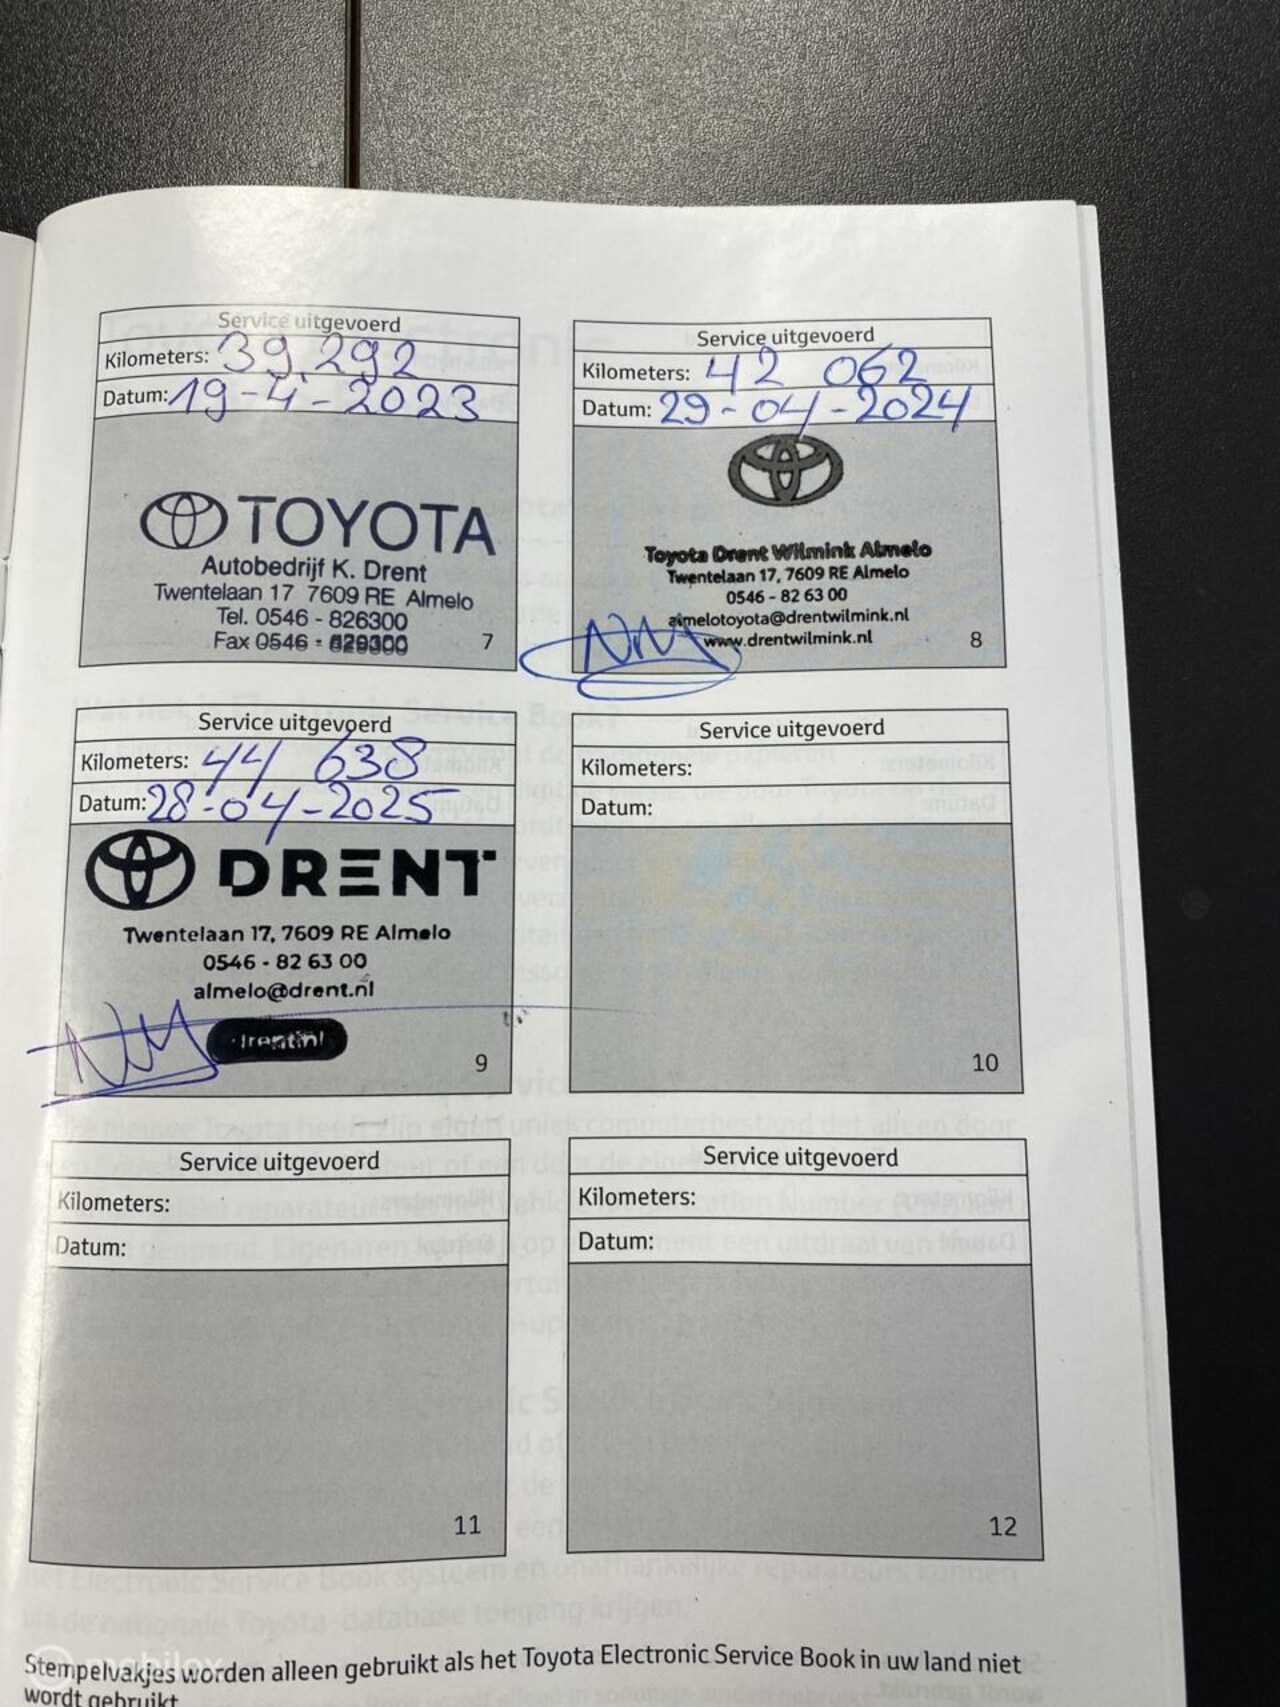 Service uitgevoerd
Kilometers: 39.292
Datum: 19-4-2023
TOYOTA
Autobedrijf K. Drent
Twentelaan 17 7609 RE Almelo
Tel. 0546 - 826300
Fax 0546 - 829300
7
Service uitgevoerd
Kilometers: 42 062
Datum: 29-04-2024
Toyota Drent Wilmink Almelo
Twentelaan 17, 7609 RE Almelo
0546 - 82 63 00
almelotoyota@drentwilmink.nl
www.drentwilmink.nl
8
Service uitgevoerd
Kilometers: 44 638
Datum: 28-04-2025
DRENT
Twentelaan 17, 7609 RE Almelo
0546 - 82 63 00
almelo@drent.nl
drent.nl
9
Service uitgevoerd
Kilometers:
Datum:
10
Service uitgevoerd
Kilometers:
Datum:
11
Service uitgevoerd
Kilometers:
Datum:
12
Stempelvakjes worden alleen gebruikt als het Toyota Electronic Service Book in uw land niet
wordt gebruikt